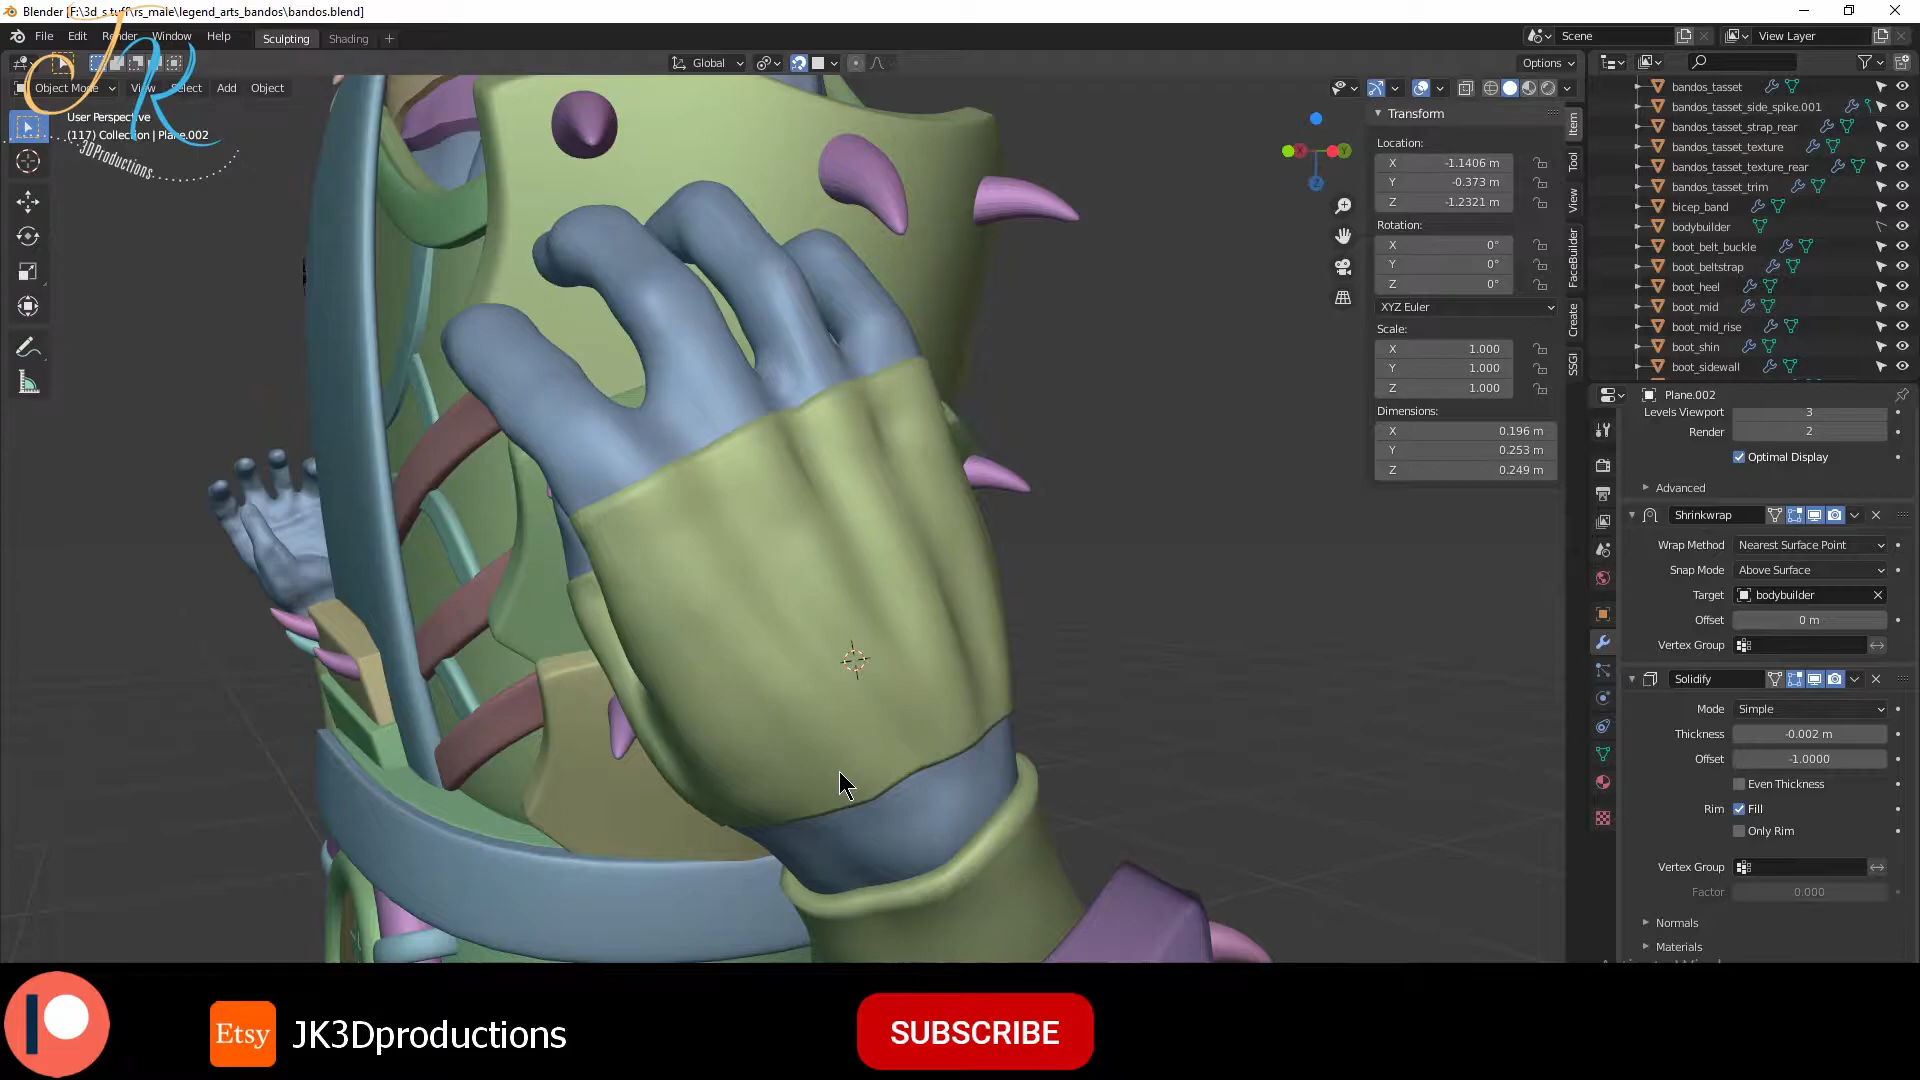 Blender [F:\3d_stuff\rs_male\legend_arts_bandos\bandos.blend]
File Edit Render Window Help Sculpting Shading + Scene View Layer
JR
3DProductions
Global Options
Object Mode View Select Add Object
User Perspective
(117) Collection | Plane.002
Transform
Location:
X -1.1406 m
Y -0.373 m
Z -1.2321 m
Rotation:
X 0°
Y 0°
Z 0°
XYZ Euler
Scale:
X 1.000
Y 1.000
Z 1.000
Dimensions:
X 0.196 m
Y 0.253 m
Z 0.249 m
Item
Tool
View
FaceBuilder
Create
SSGI
bandos_tasset
bandos_tasset_side_spike.001
bandos_tasset_strap_rear
bandos_tasset_texture
bandos_tasset_texture_rear
bandos_tasset_trim
bicep_band
bodybuilder
boot_belt_buckle
boot_beltstrap
boot_heel
boot_mid
boot_mid_rise
boot_shin
boot_sidewall
Plane.002
Levels Viewport 3
Render 2
Optimal Display
Advanced
Shrinkwrap
Wrap Method Nearest Surface Point
Snap Mode Above Surface
Target bodybuilder
Offset 0 m
Vertex Group
Solidify
Mode Simple
Thickness -0.002 m
Offset -1.0000
Even Thickness
Rim Fill
Only Rim
Vertex Group
Factor 0.000
Normals
Materials
Etsy JK3Dproductions
SUBSCRIBE